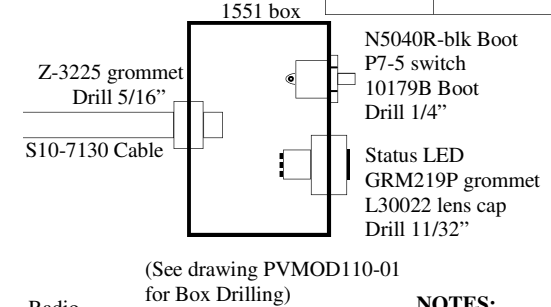 1551 box
Z-3225 grommet
Drill 5/16”
S10-7130 Cable
N5040R-blk Boot
P7-5 switch
10179B Boot
Drill 1/4”
Status LED
GRM219P grommet
L30022 lens cap
Drill 11/32”
(See drawing PVMOD110-01
for Box Drilling)
Radio
NOTES: